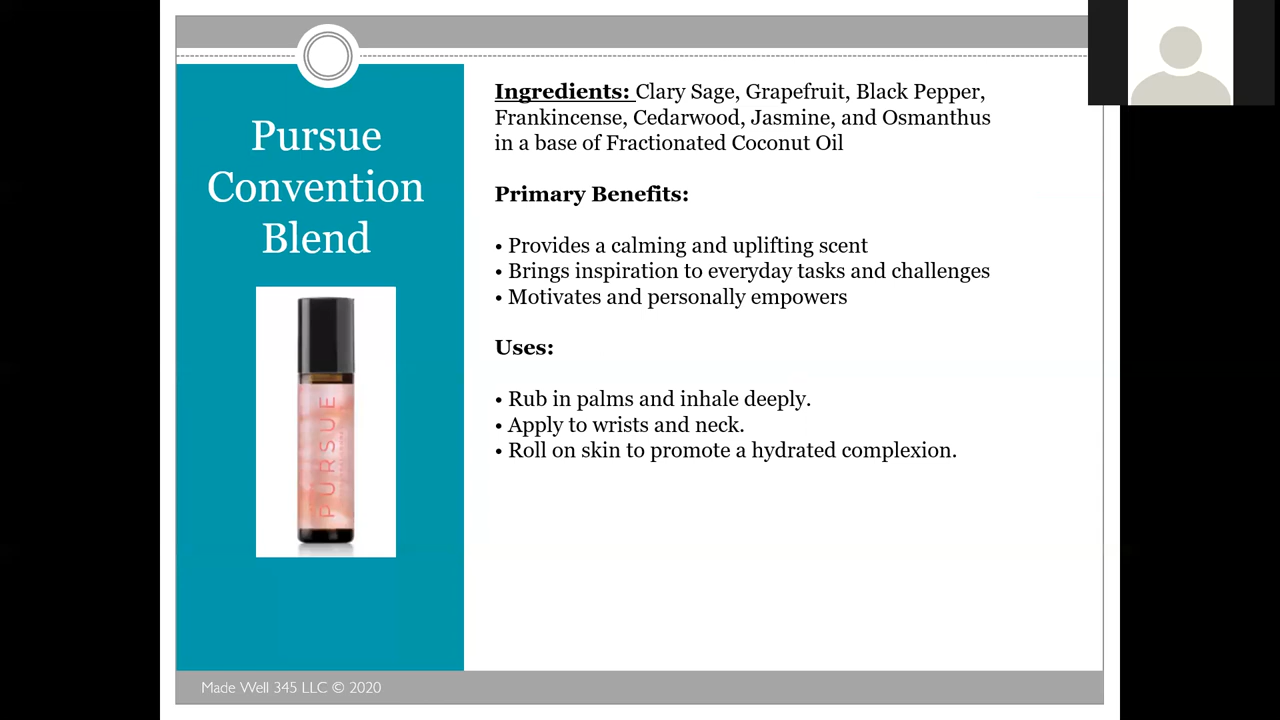 Pursue
Convention
Blend
PURSUE
Ingredients: Clary Sage, Grapefruit, Black Pepper,
Frankincense, Cedarwood, Jasmine, and Osmanthus
in a base of Fractionated Coconut Oil
Primary Benefits:
• Provides a calming and uplifting scent
• Brings inspiration to everyday tasks and challenges
• Motivates and personally empowers
Uses:
• Rub in palms and inhale deeply.
• Apply to wrists and neck.
• Roll on skin to promote a hydrated complexion.
Made Well 345 LLC © 2020